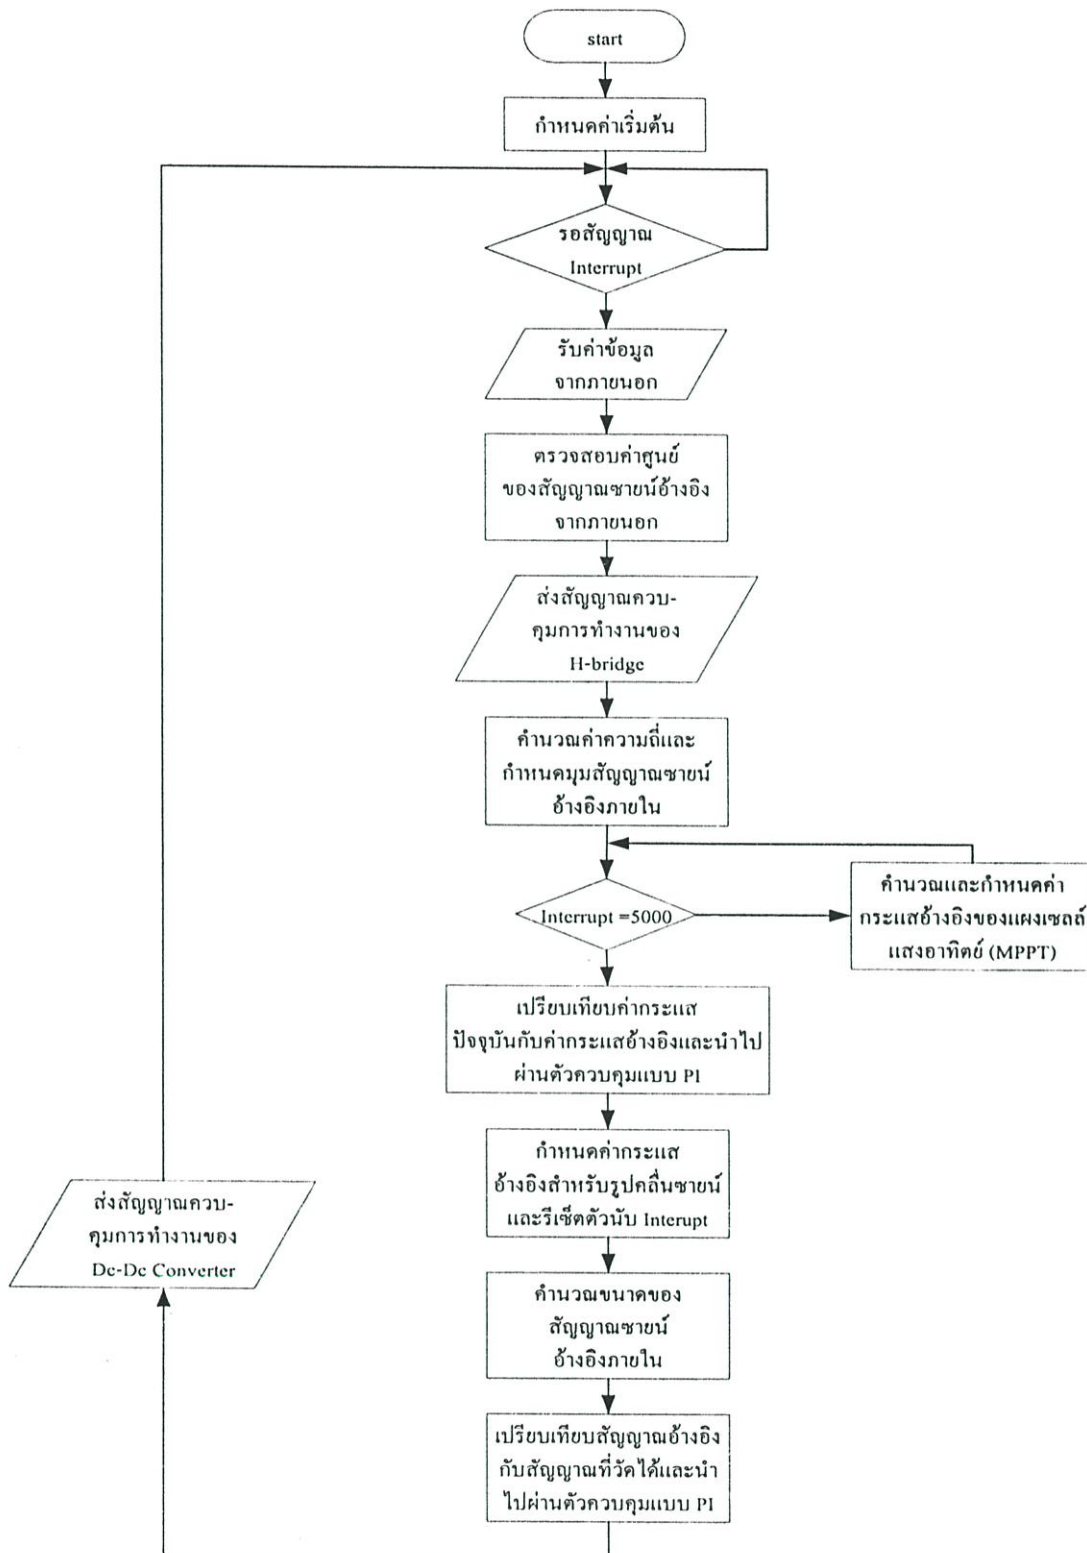 start
กำหนดค่าเริ่มต้น
รอสัญญาณ
Interrupt
รับค่าข้อมูล
จากภายนอก
ตรวจสอบค่าศูนย์
ของสัญญาณซายน์อ้างอิง
จากภายนอก
ส่งสัญญาณควบ-
คุมการทำงานของ
H-bridge
คำนวณค่าความถี่และ
กำหนดมุมสัญญาณซายน์
อ้างอิงภายใน
Interrupt =5000
คำนวณและกำหนดค่า
กระแสอ้างอิงของแผงเซลล์
แสงอาทิตย์ (MPPT)
เปรียบเทียบค่ากระแส
ปัจจุบันกับค่ากระแสอ้างอิงและนำไป
ผ่านตัวควบคุมแบบ PI
กำหนดค่ากระแส
อ้างอิงสำหรับรูปคลื่นซายน์
และรีเซ็ตตัวนับ Interupt
ส่งสัญญาณควบ-
คุมการทำงานของ
Dc-Dc Converter
คำนวณขนาดของ
สัญญาณซายน์
อ้างอิงภายใน
เปรียบเทียบสัญญาณอ้างอิง
กับสัญญาณที่วัดได้และนำ
ไปผ่านตัวควบคุมแบบ PI